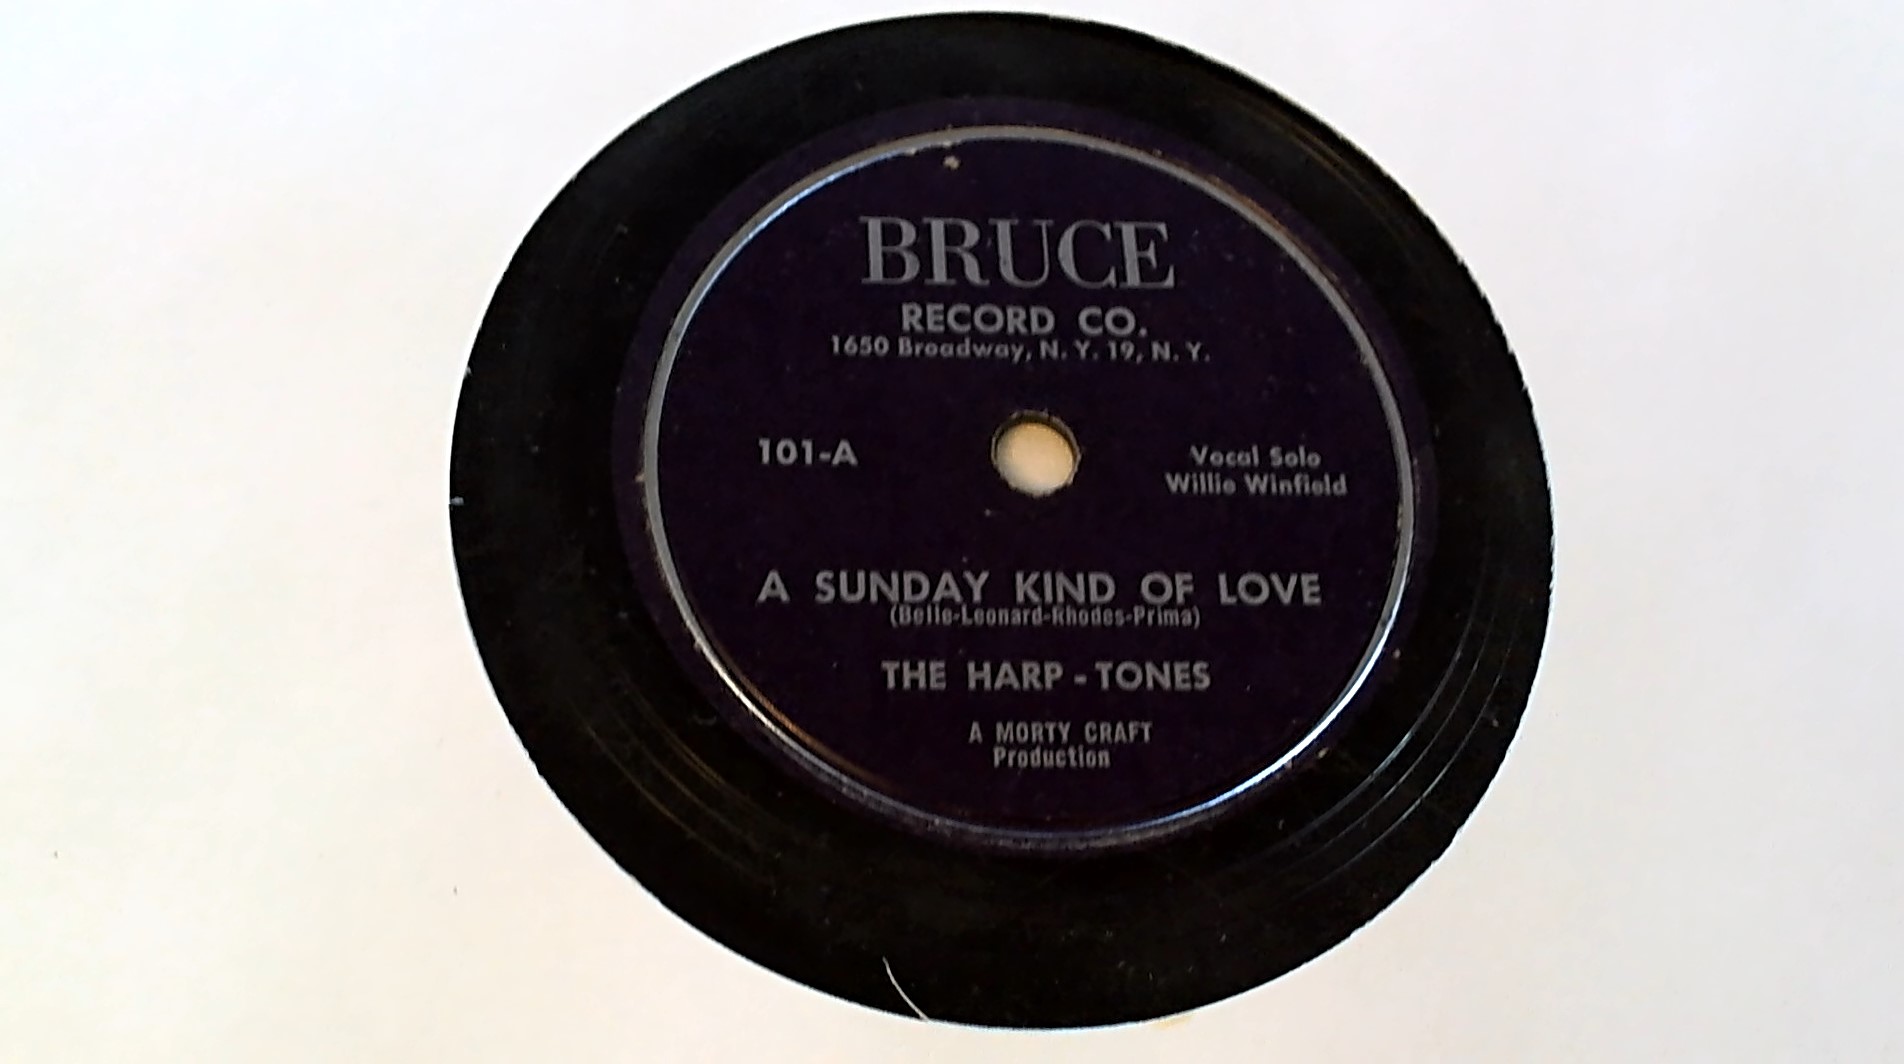 BRUCE
RECORD CO.
1650 Broadway, N. Y. 19, N. Y.
101-A
Vocal Solo
Willie Winfield
A SUNDAY KIND OF LOVE
(Belle-Leonard-Rhodes-Prima)
THE HARP-TONES
A MORTY CRAFT
Production